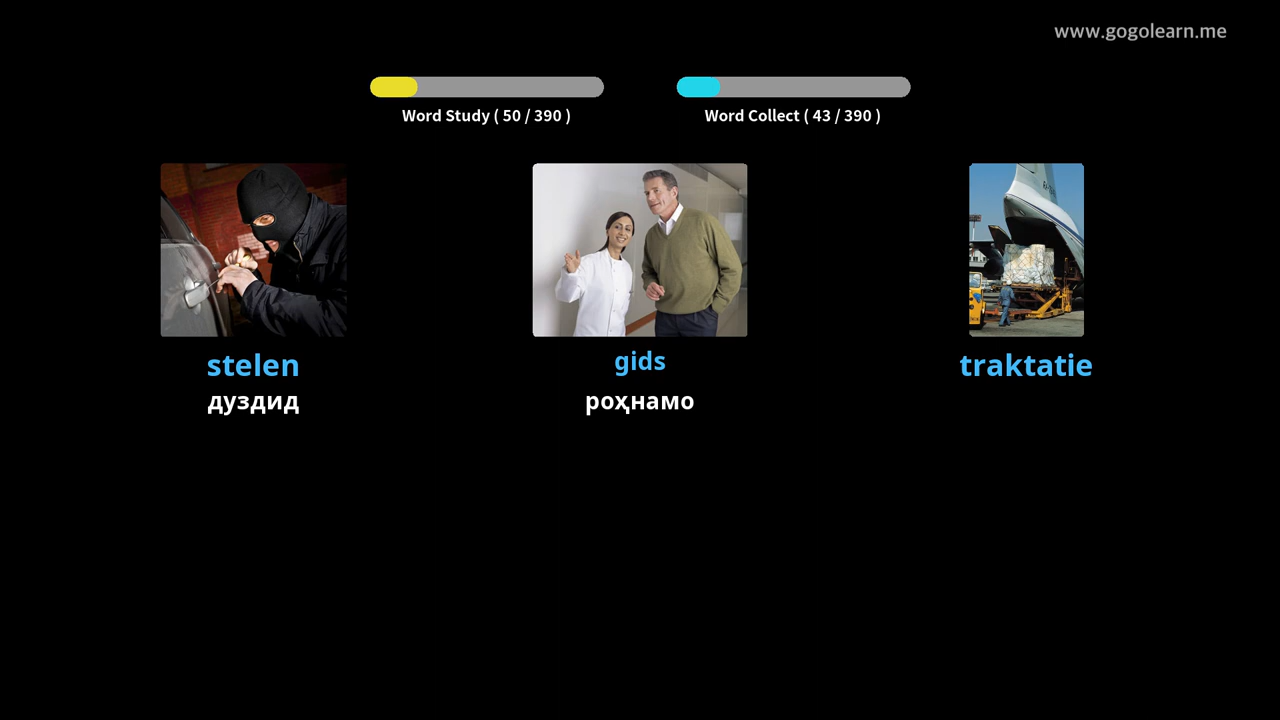 www.gogolearn.me
Word Study ( 50 / 390 )
Word Collect ( 43 / 390 )
stelen
gids
traktatie
дуздид
роҳнамо